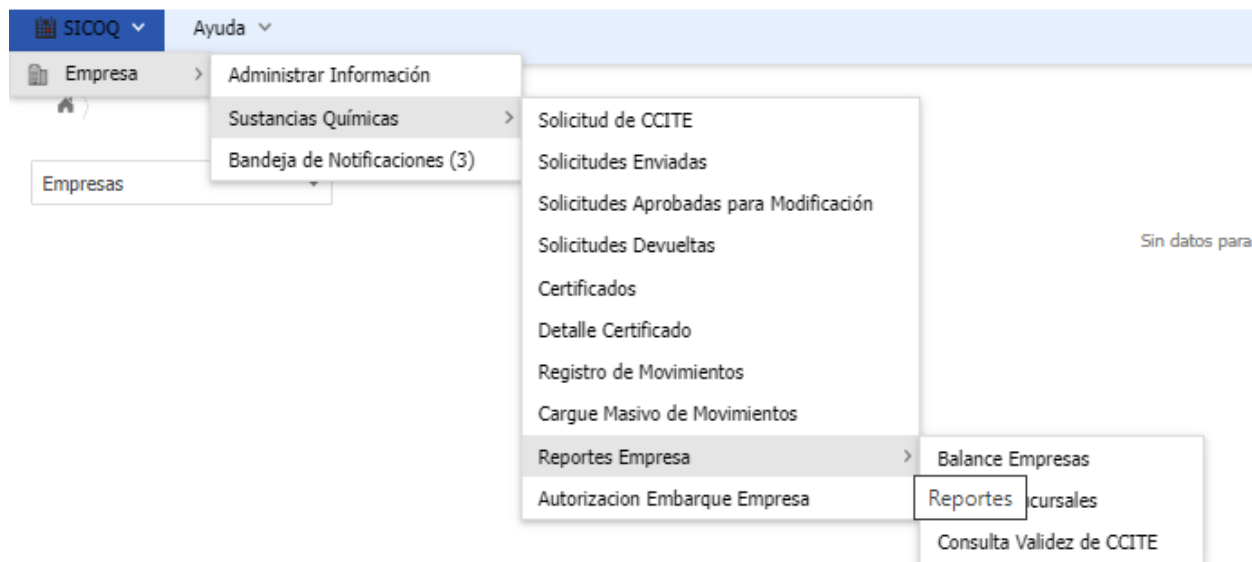 SICOQ Ayuda
Empresa
Administrar Información
Sustancias Químicas
Bandeja de Notificaciones (3)
Empresas
Solicitud de CCITE
Solicitudes Enviadas
Solicitudes Aprobadas para Modificación
Solicitudes Devueltas
Certificados
Detalle Certificado
Registro de Movimientos
Cargue Masivo de Movimientos
Reportes Empresa
Autorizacion Embarque Empresa
Balance Empresas
Reportes
Consulta Validez de CCITE
Sin datos para